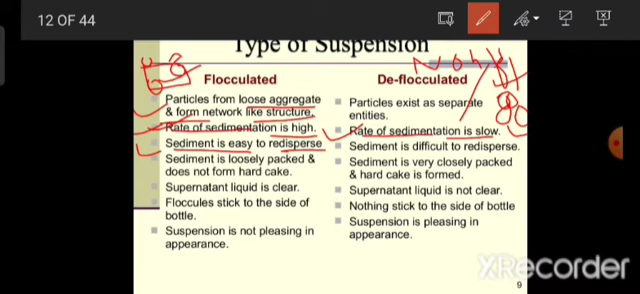 12 OF 44
Type of Suspension
Flocculated
Particles from loose aggregate
& form network like structure.
Rate of sedimentation is high.
Sediment is easy to redisperse
Sediment is loosely packed &
does not form hard cake.
Supernatant liquid is clear.
Floccules stick to the side of
bottle.
Suspension is not pleasing in
appearance.
De-flocculated
Particles exist as separate
entities.
Rate of sedimentation is slow.
Sediment is difficult to redisperse.
Sediment is very closely packed
& hard cake is formed.
Supernatant liquid is not clear.
Nothing stick to the side of bottle
Suspension is pleasing in
appearance.
XRecorder
9